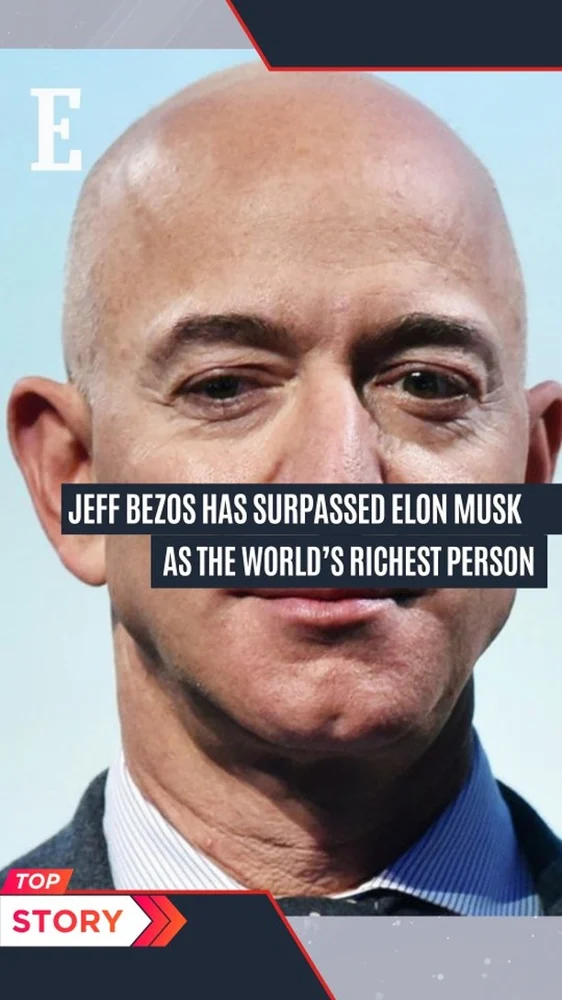 E
JEFF BEZOS HAS SURPASSED ELON MUSK
AS THE WORLD'S RICHEST PERSON
TOP
STORY